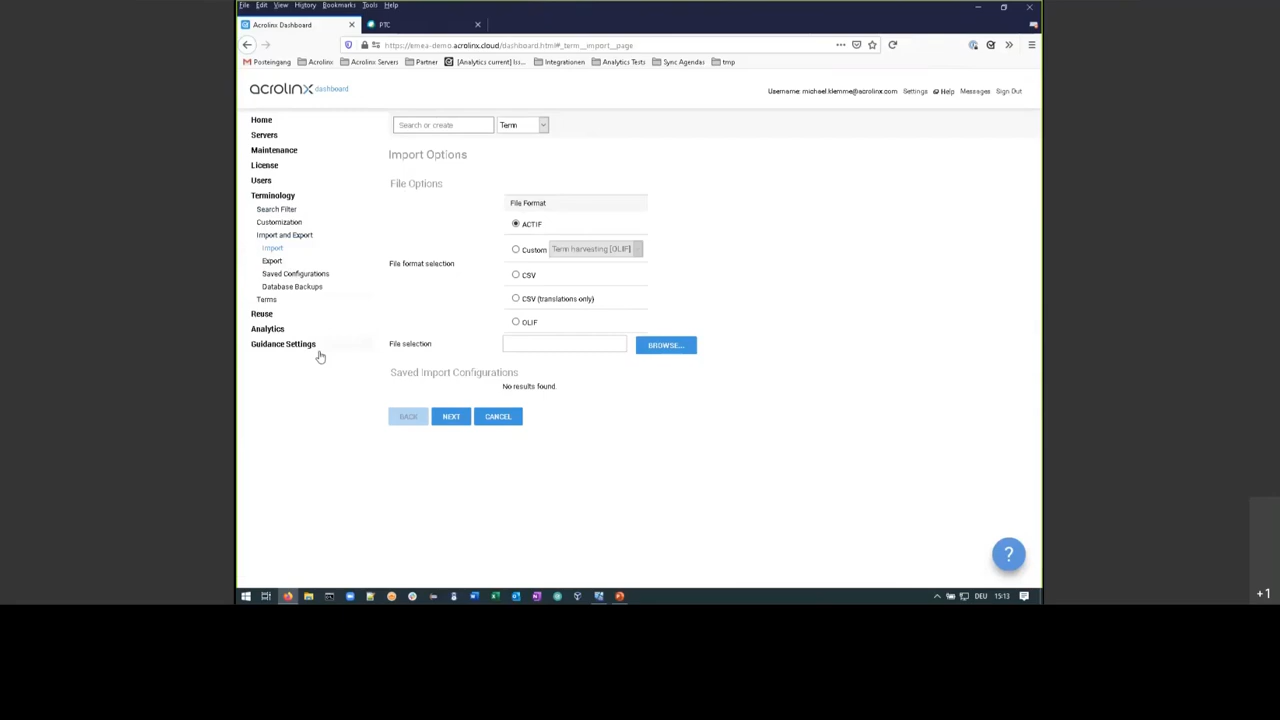 File Edit View History Bookmarks Tools Help
Acrolinx Dashboard
PTC
https://emea-demo.acrolinx.cloud/dashboard.html#_term__import__page
Posteingang Acrolinx Acrolinx Servers Partner [Analytics current] Iss... Integrationen Analytics Tests Sync Agendas tmp
acrolinx dashboard
Username: michael.klemme@acrolinx.com Settings Help Messages Sign Out
Home
Servers
Maintenance
License
Users
Terminology
Search Filter
Customization
Import and Export
Import
Export
Saved Configurations
Database Backups
Terms
Reuse
Analytics
Guidance Settings
Search or create Term
Import Options
File Options
File Format
File format selection
ACTIF
Custom Term harvesting [OLIF]
CSV
CSV (translations only)
OLIF
File selection BROWSE...
Saved Import Configurations
No results found.
BACK NEXT CANCEL
?
DEU 15:13
+1